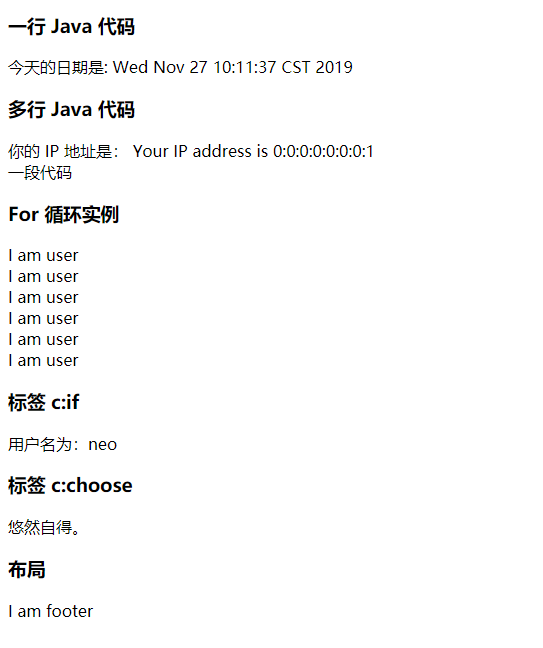 一行 Java 代码
今天的日期是: Wed Nov 27 10:11:37 CST 2019
多行 Java 代码
你的 IP 地址是： Your IP address is 0:0:0:0:0:0:0:1
一段代码
For 循环实例
I am user
I am user
I am user
I am user
I am user
I am user
标签 c:if
用户名为：neo
标签 c:choose
悠然自得。
布局
I am footer